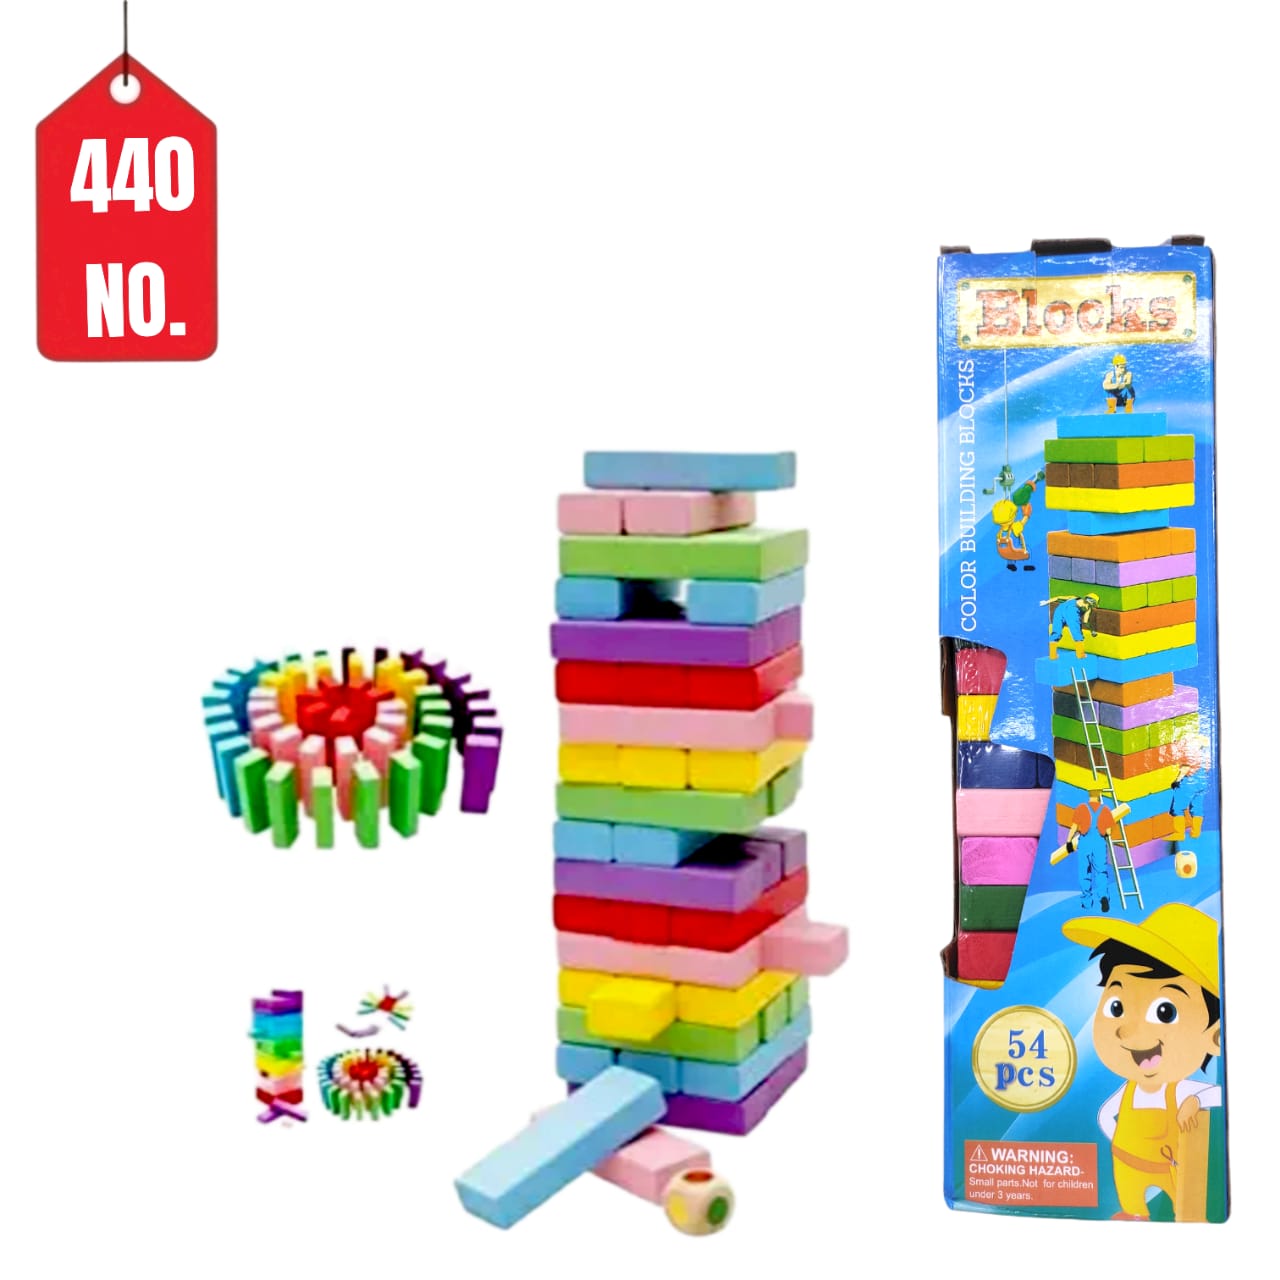 440
NO.
Blocks
COLOR BUILDING BLOCKS
54
pcs
⚠ WARNING:
CHOKING HAZARD-
Small parts.Not for children
under 3 years.